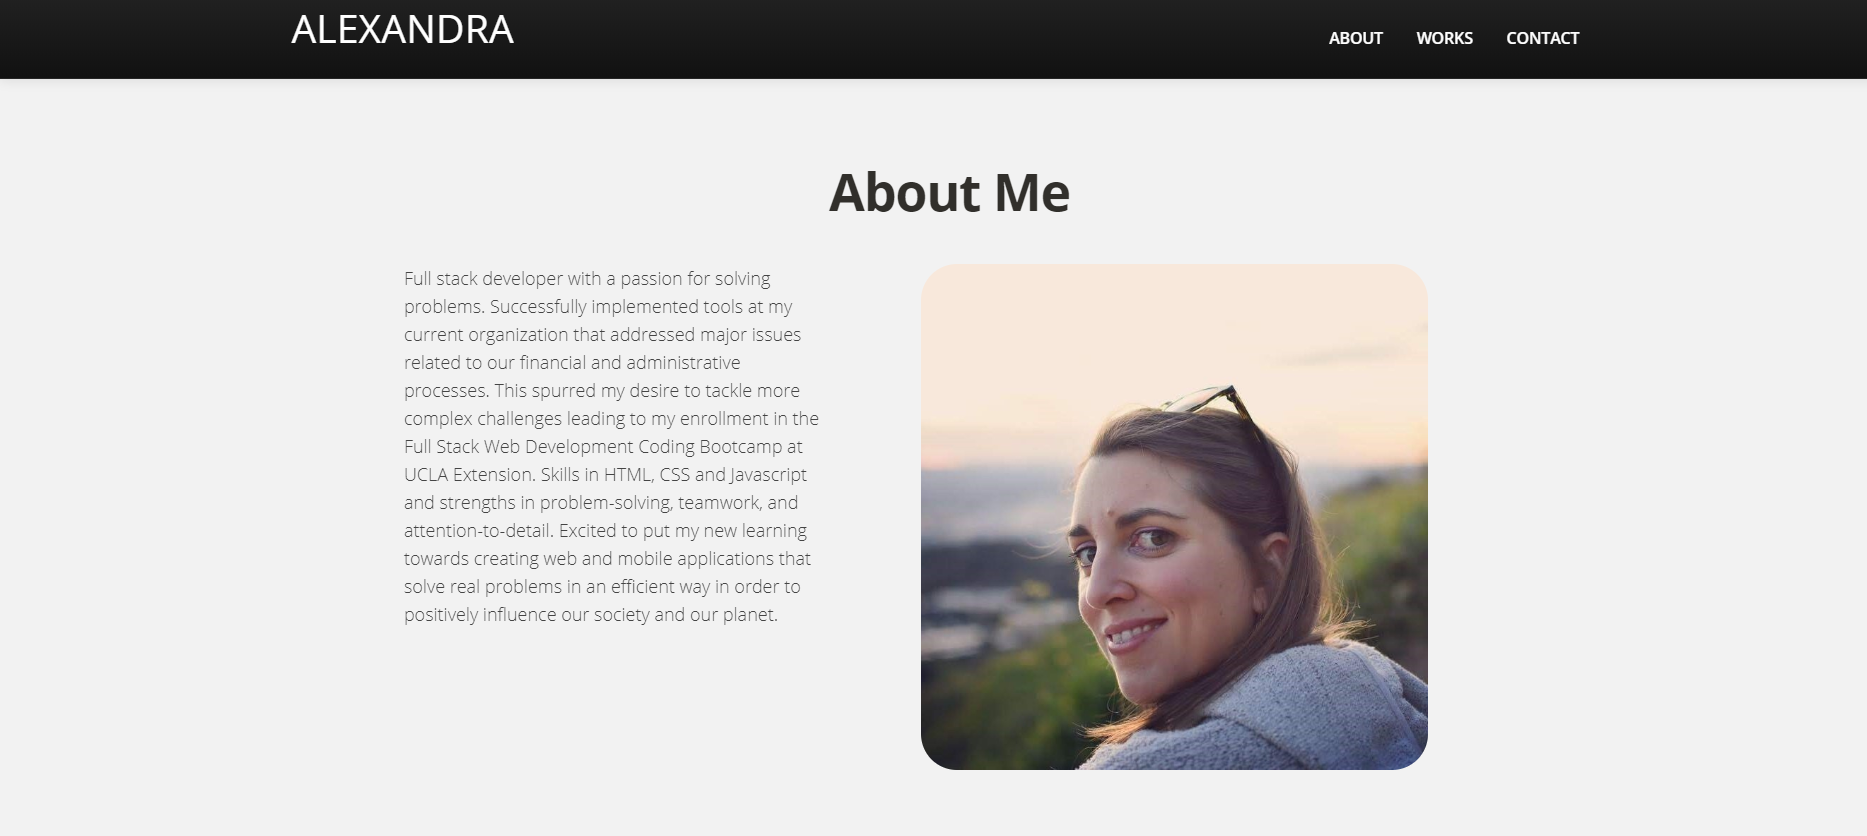 ALEXANDRA
ABOUT WORKS CONTACT
About Me
Full stack developer with a passion for solving
problems. Successfully implemented tools at my
current organization that addressed major issues
related to our financial and administrative
processes. This spurred my desire to tackle more
complex challenges leading to my enrollment in the
Full Stack Web Development Coding Bootcamp at
UCLA Extension. Skills in HTML, CSS and Javascript
and strengths in problem-solving, teamwork, and
attention-to-detail. Excited to put my new learning
towards creating web and mobile applications that
solve real problems in an efficient way in order to
positively influence our society and our planet.